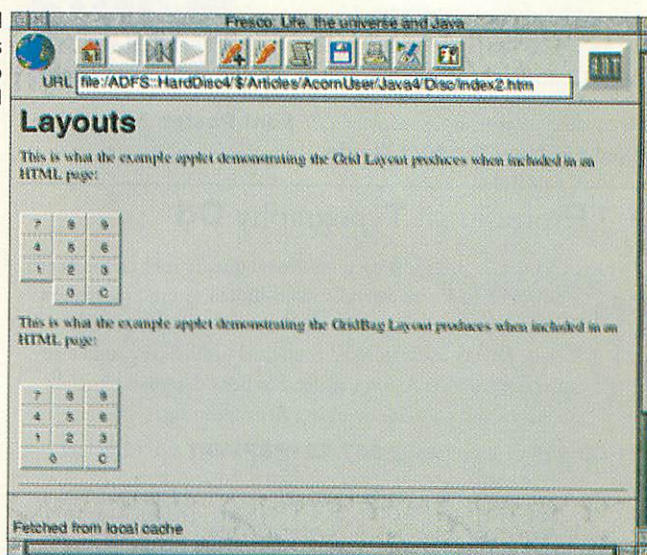 Fresco: Life, the universe and Java
URL file:/ADFS::HardDisc4/$/Articles/AcornUser/Java4/Disc/index2.htm
ANT
Layouts
This is what the example applet demonstrating the Grid Layout produces when included in an
HTML page:
7 8 9
4 5 6
1 2 3
0 C
This is what the example applet demonstrating the GridBag Layout produces when included in an
HTML page:
7 8 9
4 5 6
1 2 3
0 C
Fetched from local cache